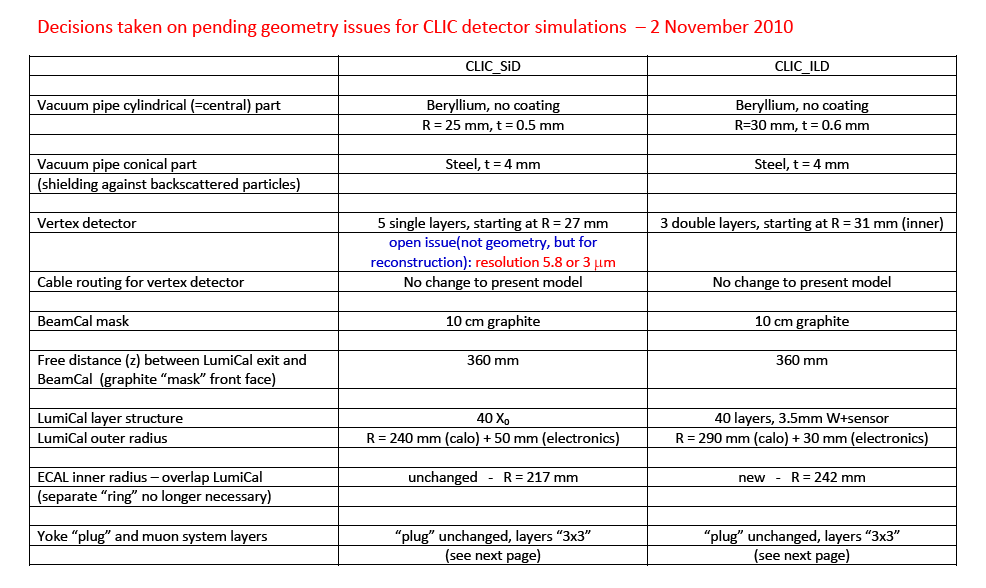 Decisions taken on pending geometry issues for CLIC detector simulations – 2 November 2010
CLIC_SiD CLIC_ILD
Vacuum pipe cylindrical (=central) part Beryllium, no coating Beryllium, no coating
R = 25 mm, t = 0.5 mm R=30 mm, t = 0.6 mm
Vacuum pipe conical part Steel, t = 4 mm Steel, t = 4 mm
(shielding against backscattered particles)
Vertex detector 5 single layers, starting at R = 27 mm 3 double layers, starting at R = 31 mm (inner)
open issue(not geometry, but for
reconstruction): resolution 5.8 or 3 μm
Cable routing for vertex detector No change to present model No change to present model
BeamCal mask 10 cm graphite 10 cm graphite
Free distance (z) between LumiCal exit and 360 mm 360 mm
BeamCal (graphite “mask” front face)
LumiCal layer structure 40 X₀ 40 layers, 3.5mm W+sensor
LumiCal outer radius R = 240 mm (calo) + 50 mm (electronics) R = 290 mm (calo) + 30 mm (electronics)
ECAL inner radius – overlap LumiCal unchanged - R = 217 mm new - R = 242 mm
(separate “ring” no longer necessary)
Yoke “plug” and muon system layers “plug” unchanged, layers “3x3” “plug” unchanged, layers “3x3”
(see next page) (see next page)